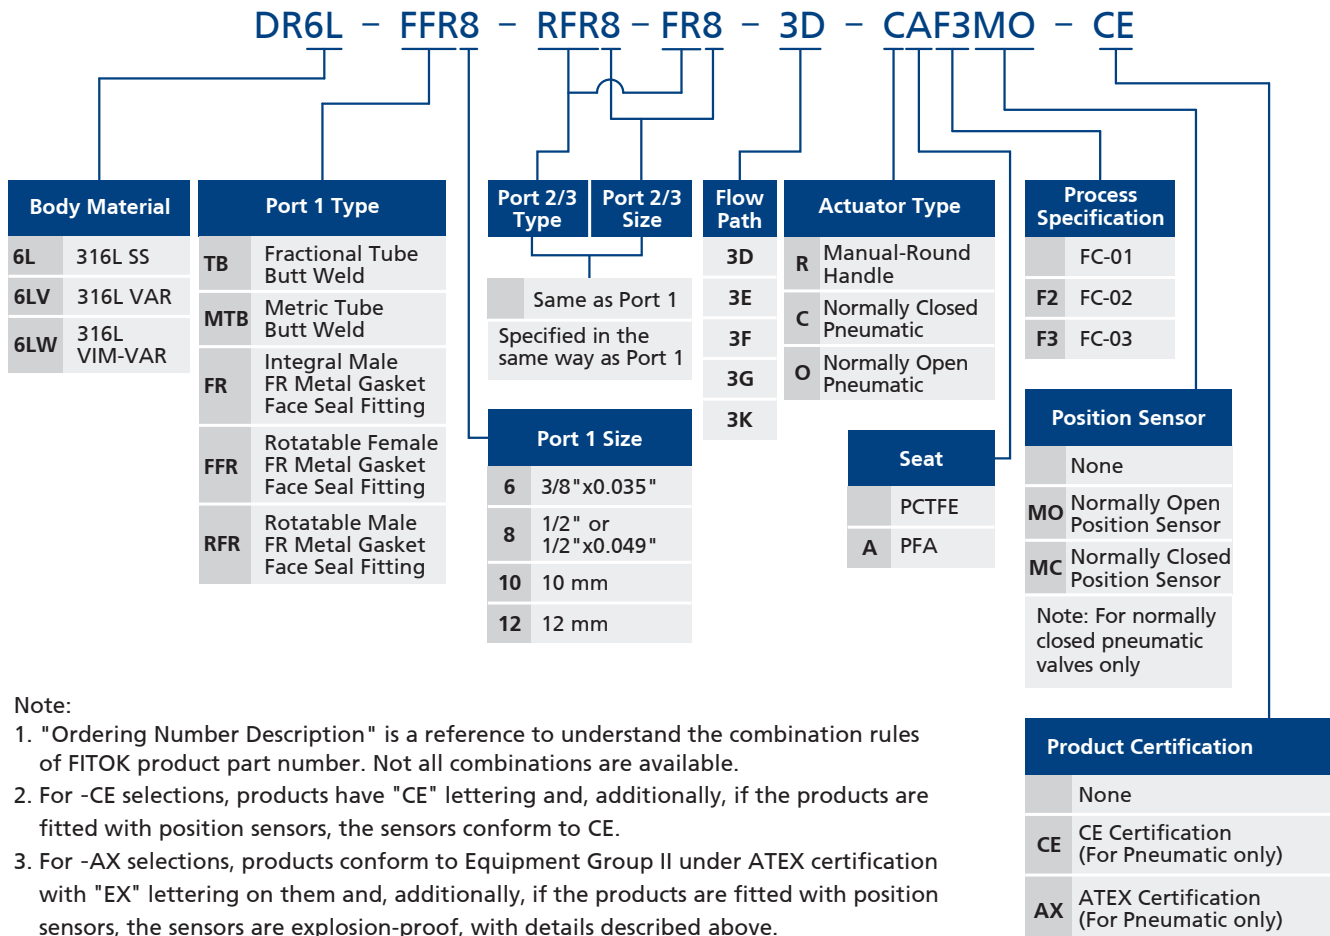 DR6L – FFR8 – RFR8 – FR8 – 3D – CAF3MO – CE
Body Material
6L 316L SS
6LV 316L VAR
6LW 316L
VIM-VAR
Port 1 Type
TB Fractional Tube
Butt Weld
MTB Metric Tube
Butt Weld
FR Integral Male
FR Metal Gasket
Face Seal Fitting
FFR Rotatable Female
FR Metal Gasket
Face Seal Fitting
RFR Rotatable Male
FR Metal Gasket
Face Seal Fitting
Port 2/3
Type
Port 2/3
Size
Same as Port 1
Specified in the
same way as Port 1
Port 1 Size
6 3/8"x0.035"
8 1/2" or
1/2"x0.049"
10 10 mm
12 12 mm
Flow
Path
3D
3E
3F
3G
3K
Actuator Type
R Manual-Round
Handle
C Normally Closed
Pneumatic
O Normally Open
Pneumatic
Seat
PCTFE
A PFA
Process
Specification
FC-01
F2 FC-02
F3 FC-03
Position Sensor
None
MO Normally Open
Position Sensor
MC Normally Closed
Position Sensor
Note: For normally
closed pneumatic
valves only
Product Certification
None
CE CE Certification
(For Pneumatic only)
AX ATEX Certification
(For Pneumatic only)
Note:
1. "Ordering Number Description" is a reference to understand the combination rules
of FITOK product part number. Not all combinations are available.
2. For -CE selections, products have "CE" lettering and, additionally, if the products are
fitted with position sensors, the sensors conform to CE.
3. For -AX selections, products conform to Equipment Group II under ATEX certification
with "EX" lettering on them and, additionally, if the products are fitted with position
sensors, the sensors are explosion-proof, with details described above.